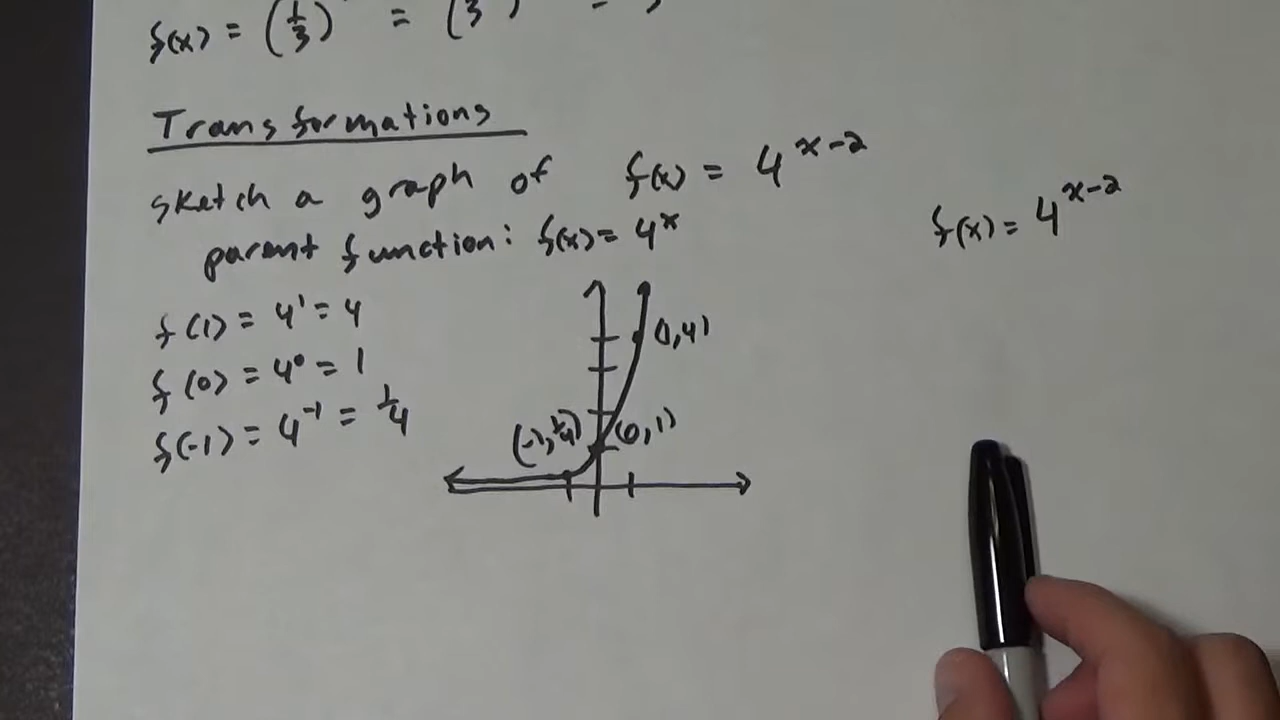 f(x) = (1/3) = (
Transformations
sketch a graph of f(x) = 4^{x-2}
parent function: f(x) = 4^x
f(x) = 4^{x-2}
f(1) = 4^1 = 4
f(0) = 4^0 = 1
f(-1) = 4^{-1} = 1/4
(1,4)
(-1,1/4)
(0,1)